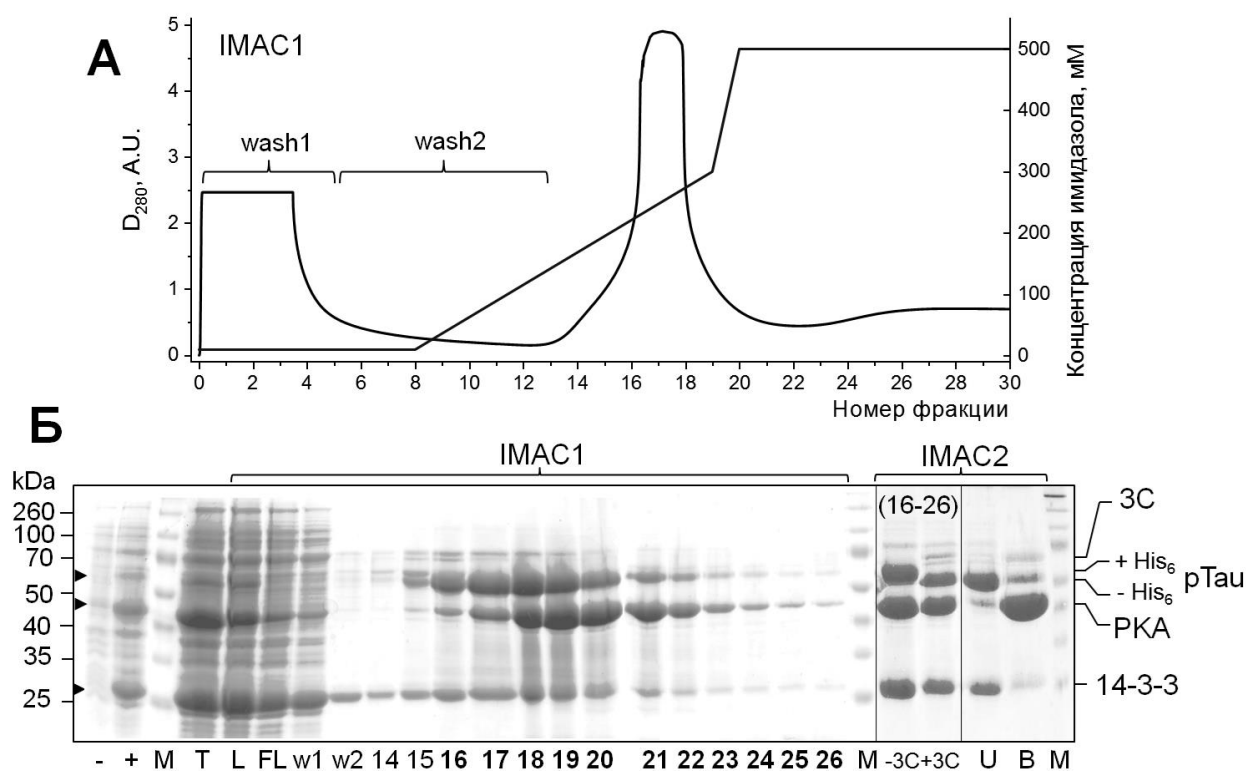 А
IMAC1
wash1
wash2
D280, A.U.
5
4
3
2
1
0
500
400
300
200
100
0
Концентрация имидазола, мМ
0 2 4 6 8 10 12 14 16 18 20 22 24 26 28 30
Номер фракции
Б
IMAC1
IMAC2
kDa
260
100
70
50
40
35
25
(16-26)
3C
+ His6
- His6
pTau
PKA
14-3-3
- + M T L FL w1 w2 14 15 16 17 18 19 20 21 22 23 24 25 26 M -3C +3C U B M